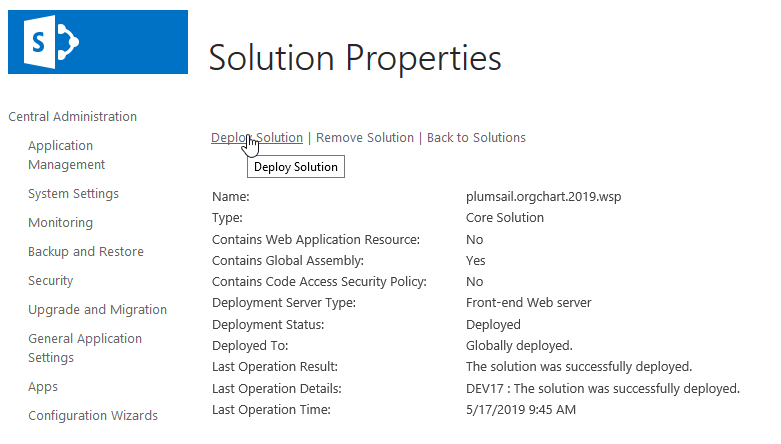 S
Solution Properties
Central Administration
Application
Management
System Settings
Monitoring
Backup and Restore
Security
Upgrade and Migration
General Application
Settings
Apps
Configuration Wizards
Deploy Solution | Remove Solution | Back to Solutions
Deploy Solution
Name: plumsail.orgchart.2019.wsp
Type: Core Solution
Contains Web Application Resource: No
Contains Global Assembly: Yes
Contains Code Access Security Policy: No
Deployment Server Type: Front-end Web server
Deployment Status: Deployed
Deployed To: Globally deployed.
Last Operation Result: The solution was successfully deployed.
Last Operation Details: DEV17 : The solution was successfully deployed.
Last Operation Time: 5/17/2019 9:45 AM